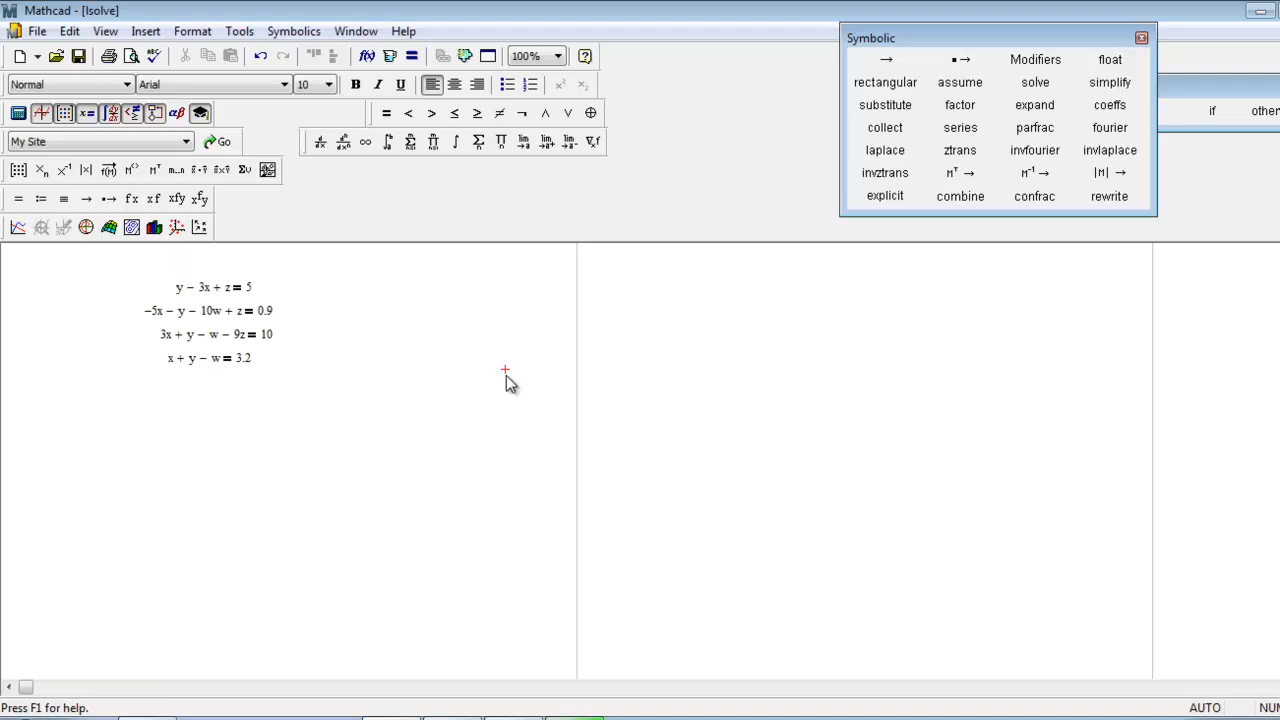 Mathcad - [lsolve]
File Edit View Insert Format Tools Symbolics Window Help
100%
Normal Arial 10 B I U
My Site Go
Symbolic
→ ▪ → Modifiers float
rectangular assume solve simplify
substitute factor expand coeffs
collect series parfrac fourier
laplace ztrans invfourier invlaplace
invztrans Mᵀ → M⁻¹ → |M| →
explicit combine confrac rewrite
if other
y − 3x + z = 5
−5x − y − 10w + z = 0.9
3x + y − w − 9z = 10
x + y − w = 3.2
Press F1 for help.
AUTO NUM